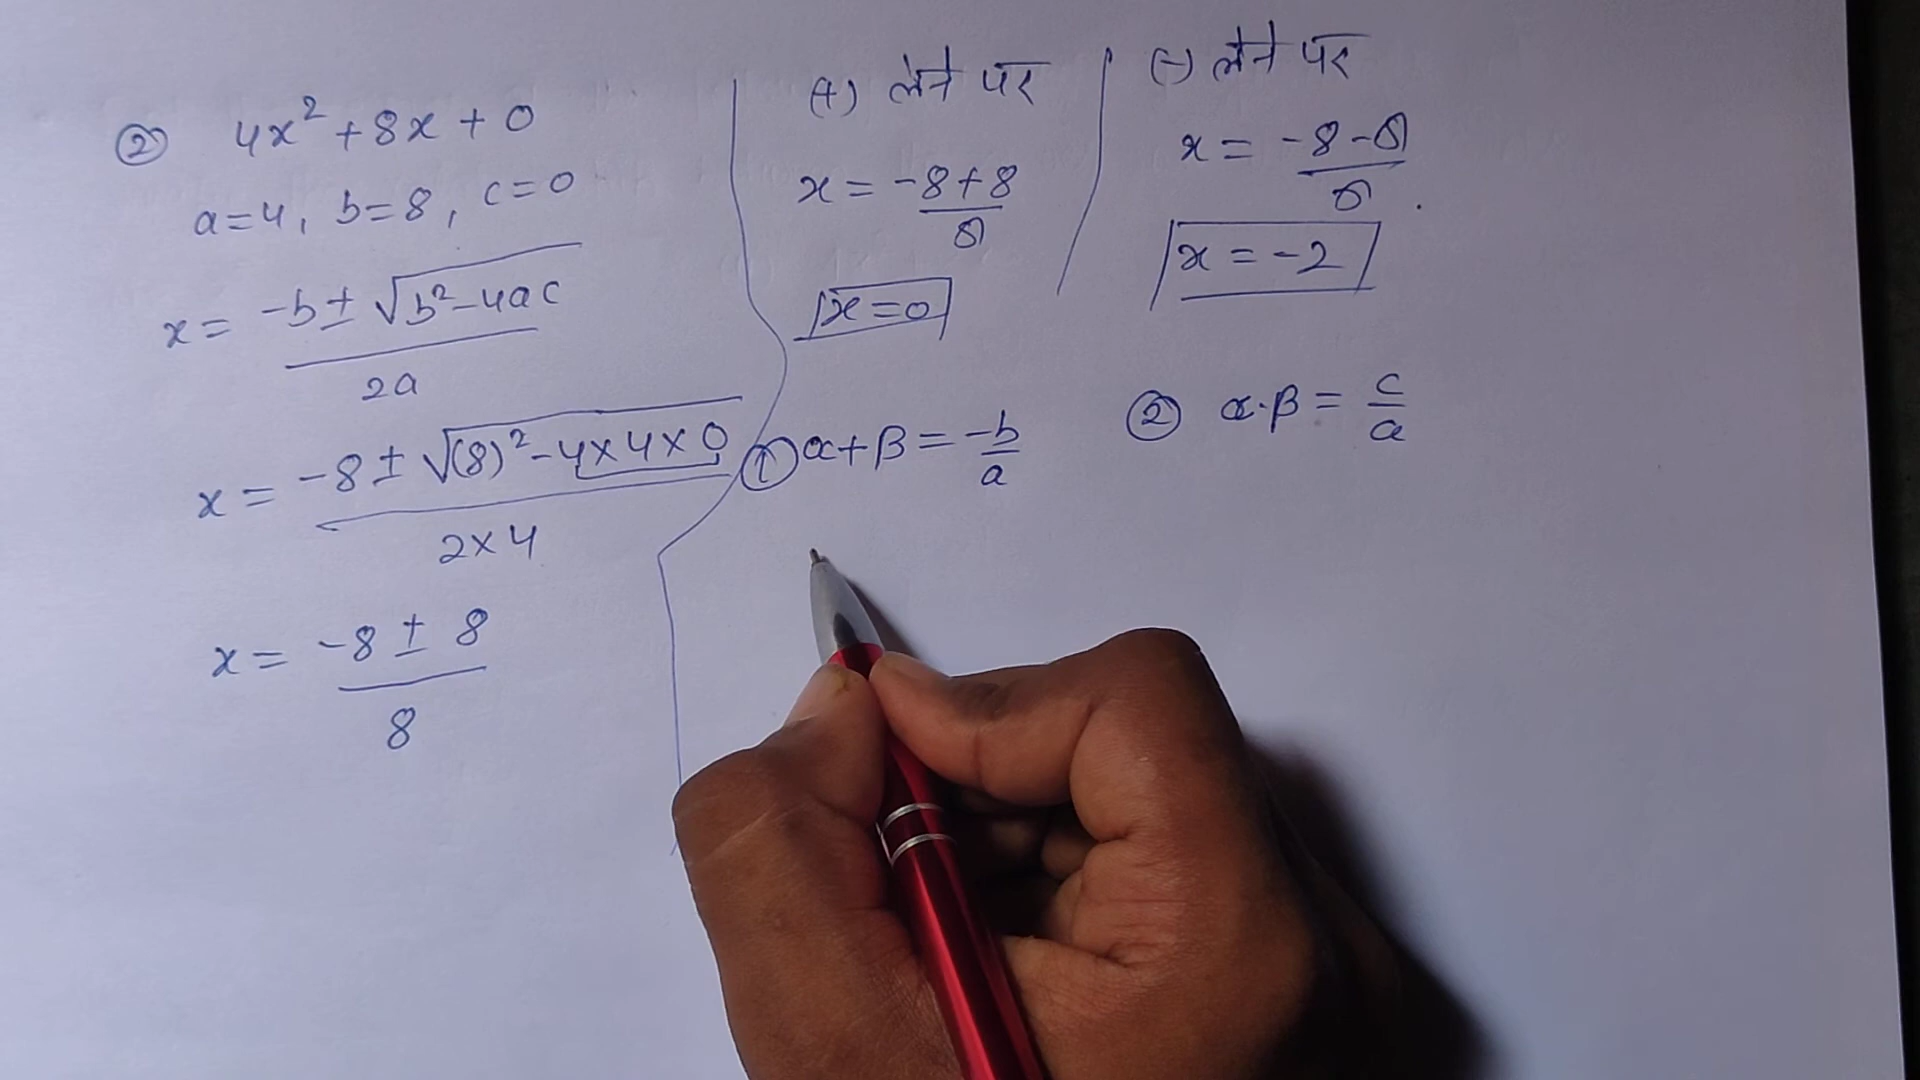 ② 4x² + 8x + 0
a=4, b=8, c=0
x = -b ± √b²-4ac
2a
x = -8 ± √(8)²-4×4×0
2×4
x = -8 ± 8
8
(+) लेने पर
x = -8+8
8
x=0
(-) लेने पर
x = -8-8
8
x = -2
① α+β = -b
a
② α·β = c
a